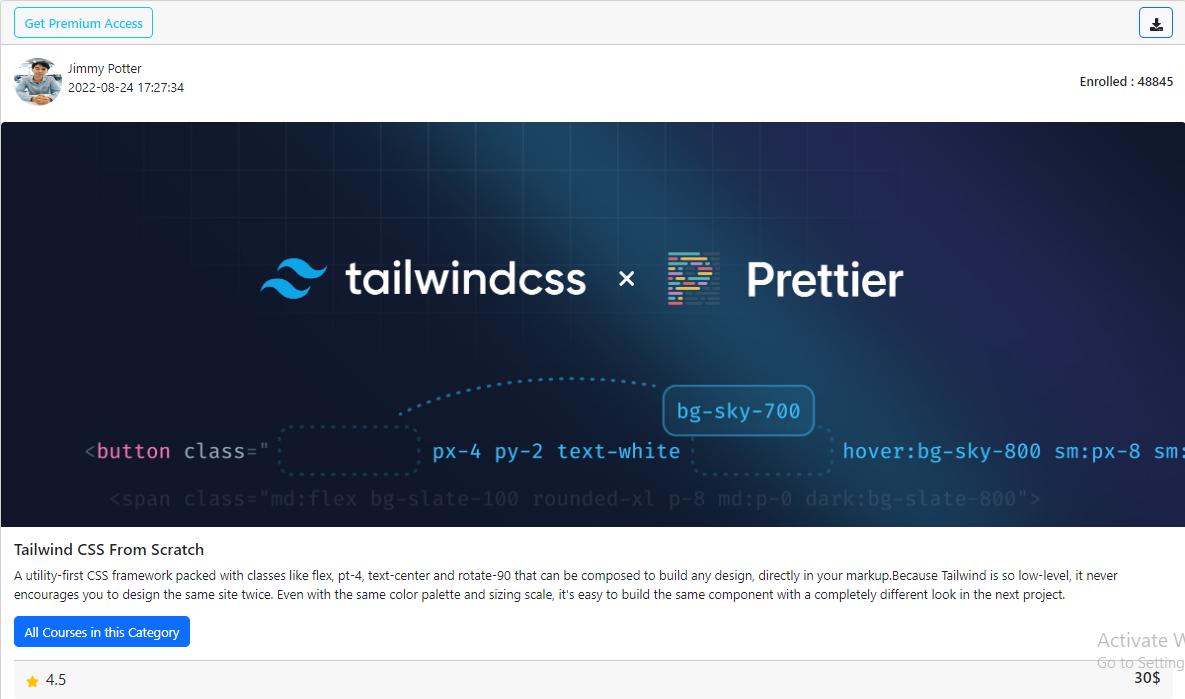 Get Premium Access
Jimmy Potter
2022-08-24 17:27:34
Enrolled : 48845
tailwindcss × Prettier
bg-sky-700
<button class=" px-4 py-2 text-white hover:bg-sky-800 sm:px-8 sm:
<span class="md:flex bg-slate-100 rounded-xl p-8 md:p-0 dark:bg-slate-800">
Tailwind CSS From Scratch
A utility-first CSS framework packed with classes like flex, pt-4, text-center and rotate-90 that can be composed to build any design, directly in your markup.Because Tailwind is so low-level, it never
encourages you to design the same site twice. Even with the same color palette and sizing scale, it's easy to build the same component with a completely different look in the next project.
All Courses in this Category
Activate W
Go to Setting
4.5
30$